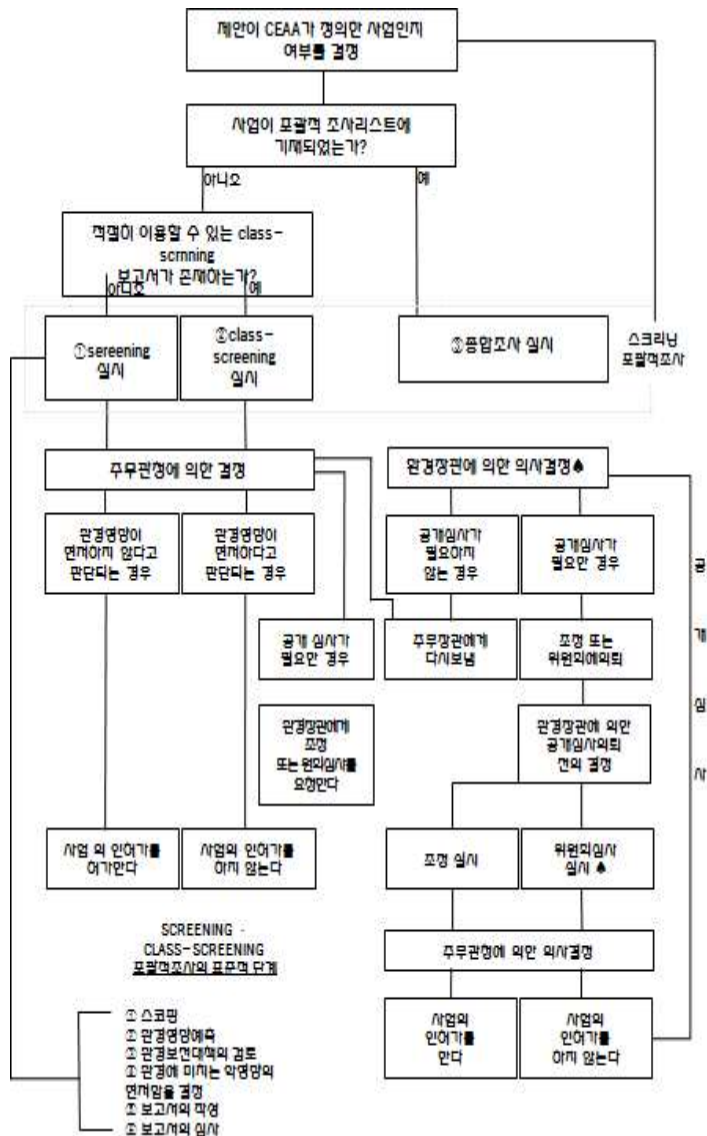 제안이 CEAA가 정의한 사업인지
여부를 결정
사업이 포괄적 조사리스트에
기재되었는가?
아니오
예
적절히 이용할 수 있는 class-
scrnning
보고서가 존재하는가?
아니오
예
①sereening
실시
②class-
screening
실시
③종합조사 실시
스크리닝
포괄적조사
주무관청에 의한 결정
환경장관에 의한 의사결정♠
환경영향이
현저하지 않다고
판단되는 경우
환경영향이
현저하다고
판단되는 경우
공개심사가
필요하지
않는 경우
공개심사가
필요한 경우
공개 심사가
필요한 경우
주무장관에게
다시보냄
조정 또는
위원회에의뢰
환경장관에게
조정
또는 원회심사를
요청한다
환경장관에 의한
공개심사의뢰
전의 결정
공
개
심
사
사업 의 인허가를
허가한다
사업의 인허가를
하지 않는다
조정 실시
위원회심사
실시 ♠
SCREENING -
CLASS-SCREENING
포괄적조사의 표준적 단계
주무관청에 의한 의사결정
사업의
인허가를
한다
사업의
인허가를
하지 않는다
① 스코핑
① 환경영향예측
① 환경보전대책의 검토
① 환경에 미치는 악영향의
현저함을 결정
① 보고서의 작성
① 보고서의 심사